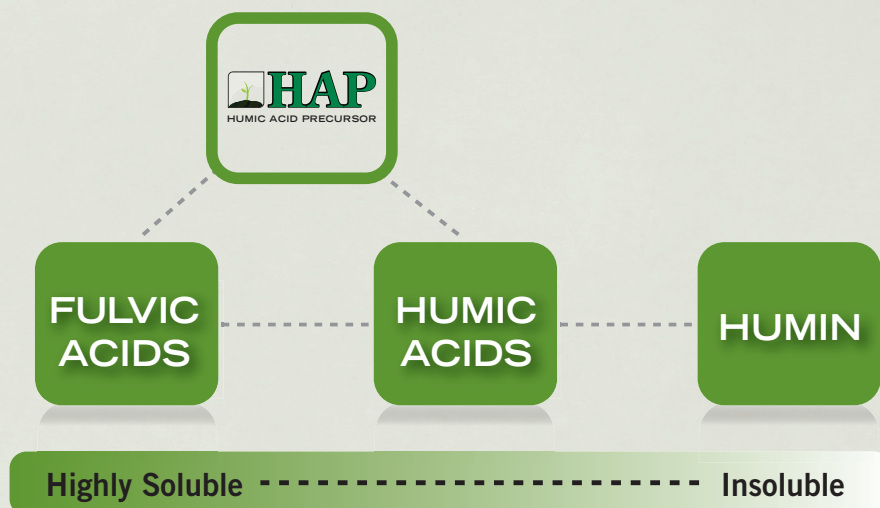 HAP
HUMIC ACID PRECURSOR
FULVIC
ACIDS
HUMIC
ACIDS
HUMIN
Highly Soluble
Insoluble